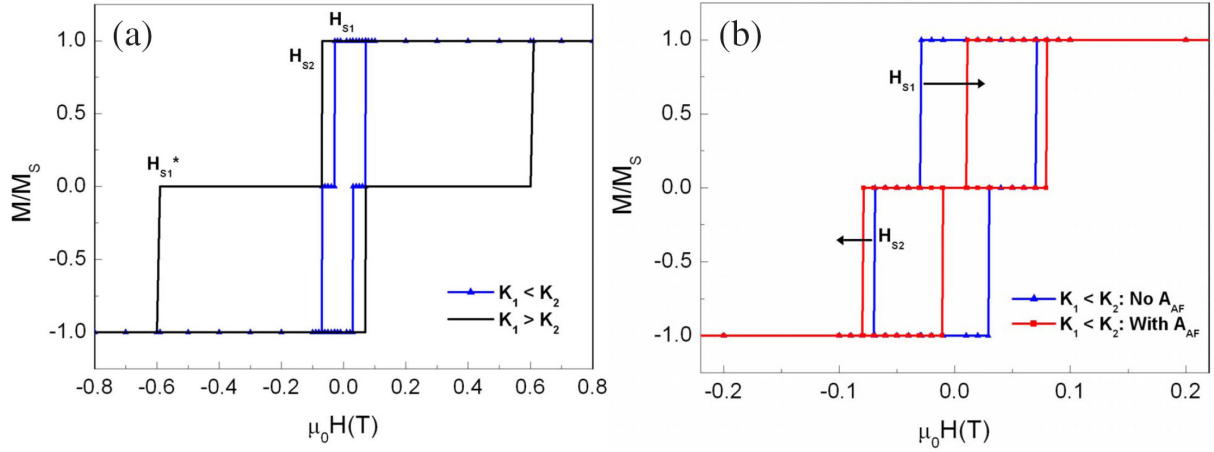 (a)
H_S1
H_S2
H_S1*
1.0
0.5
0.0
-0.5
-1.0
M/M_S
K_1 < K_2
K_1 > K_2
-0.8 -0.6 -0.4 -0.2 0.0 0.2 0.4 0.6 0.8
μ_0H(T)
(b)
H_S1
H_S2
1.0
0.5
0.0
-0.5
-1.0
M/M_S
K_1 < K_2: No A_AF
K_1 < K_2: With A_AF
-0.2 -0.1 0.0 0.1 0.2
μ_0H(T)